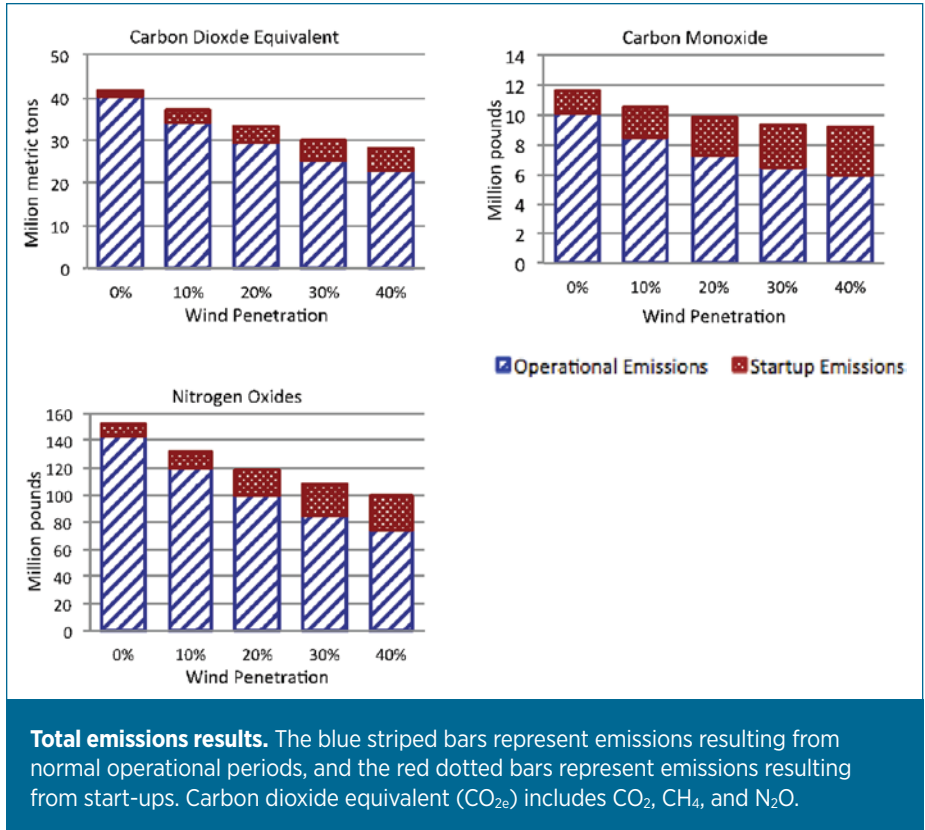 Carbon Dioxde Equivalent
50
40
30
20
10
0
Milion metric tons
0% 10% 20% 30% 40%
Wind Penetration
Carbon Monoxide
14
12
10
8
6
4
2
0
Million pounds
0% 10% 20% 30% 40%
Wind Penetration
Operational Emissions Startup Emissions
Nitrogen Oxides
160
140
120
100
80
60
40
20
0
Million pounds
0% 10% 20% 30% 40%
Wind Penetration
Total emissions results. The blue striped bars represent emissions resulting from
normal operational periods, and the red dotted bars represent emissions resulting
from start-ups. Carbon dioxide equivalent (CO₂ₑ) includes CO₂, CH₄, and N₂O.